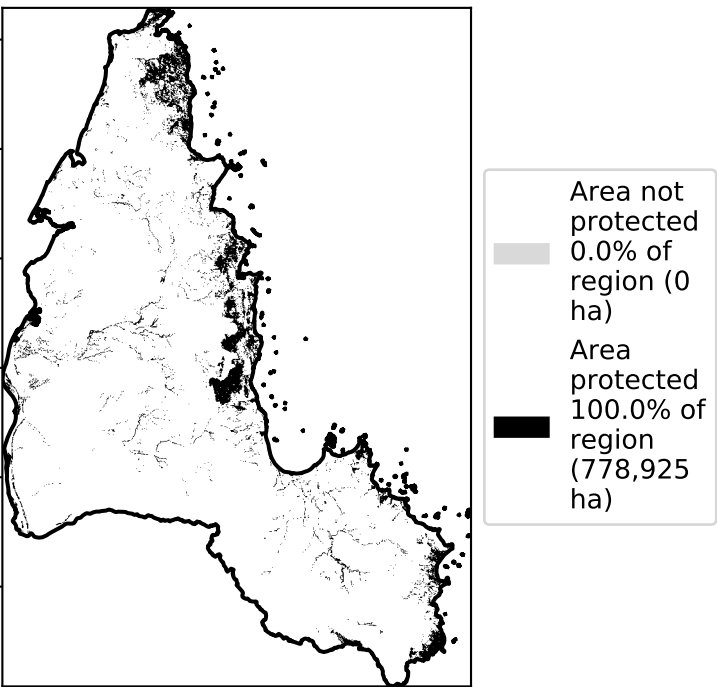 Area not
protected
0.0% of
region (0
ha)
Area
protected
100.0% of
region
(778,925
ha)